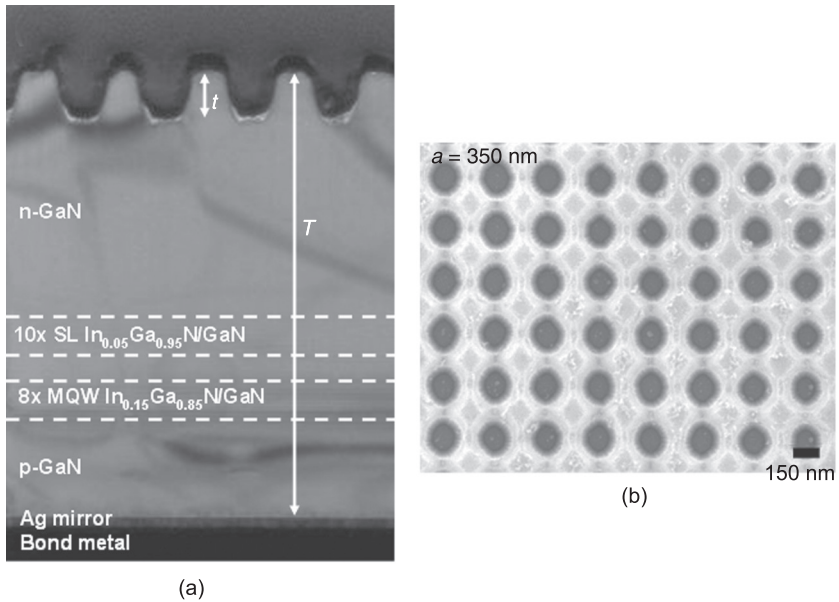 t
n-GaN
T
10x SL In0.05Ga0.95N/GaN
8x MQW In0.15Ga0.85N/GaN
p-GaN
Ag mirror
Bond metal
(a)
a = 350 nm
150 nm
(b)